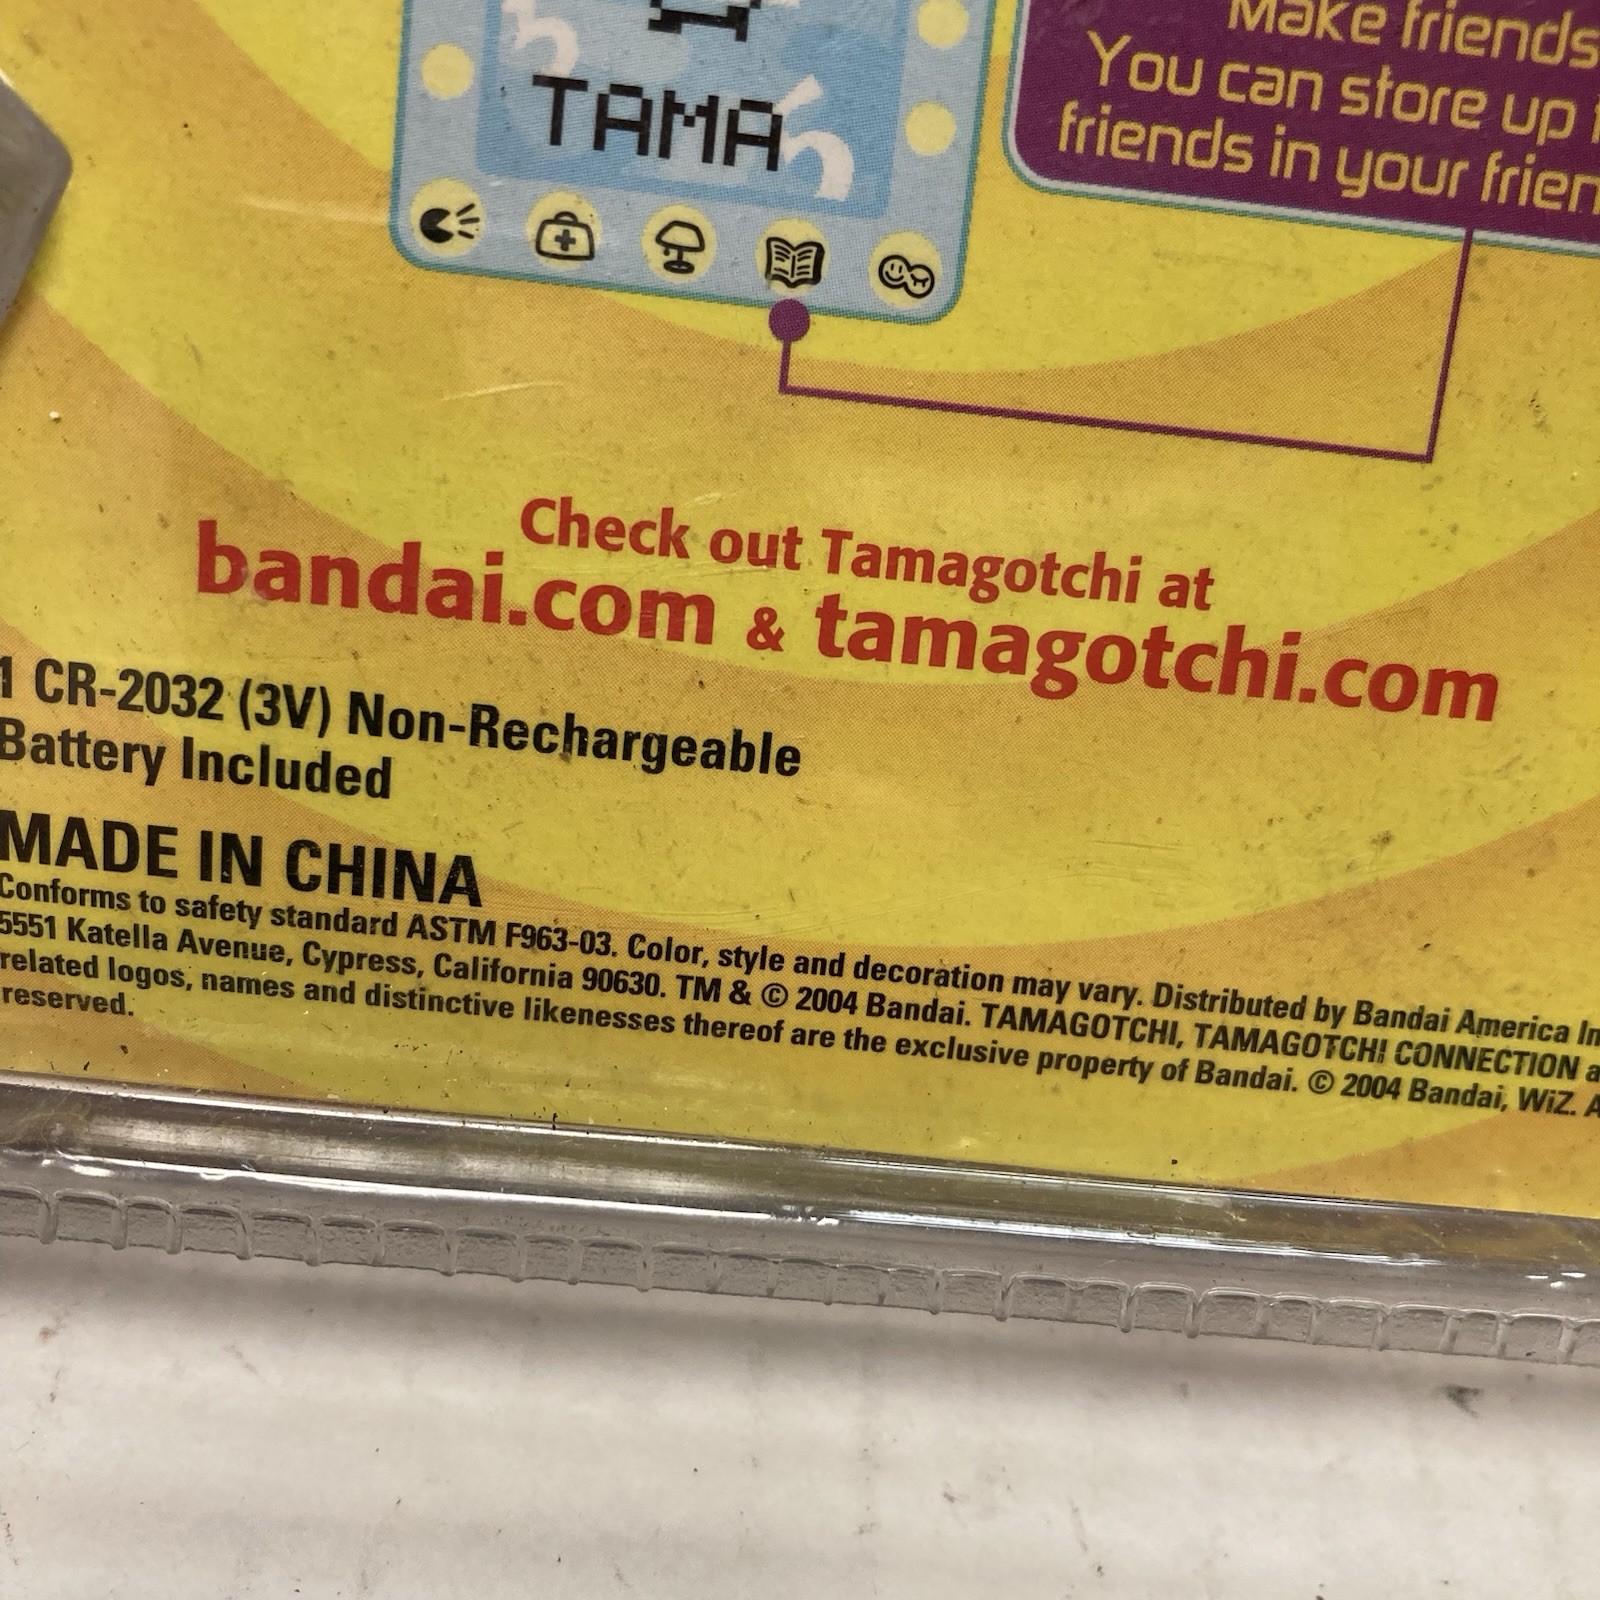 TAMA
Make friends
You can store up
friends in your
Check out Tamagotchi at
bandai.com & tamagotchi.com
1 CR-2032 (3V) Non-Rechargeable
Battery Included
MADE IN CHINA
Conforms to safety standard ASTM F963-03. Color, style and decoration may vary. Distributed by Bandai America
5551 Katella Avenue, Cypress, California 90630. TM & © 2004 Bandai. TAMAGOTCHI, TAMAGOTCHI CONNECTION
related logos, names and distinctive likenesses thereof are the exclusive property of Bandai. © 2004 Bandai, WiZ.
reserved.